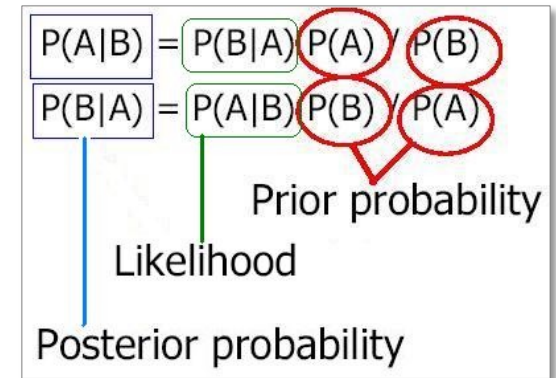 P(A|B) = P(B|A) P(A) / P(B)
P(B|A) = P(A|B) P(B) / P(A)
Prior probability
Likelihood
Posterior probability